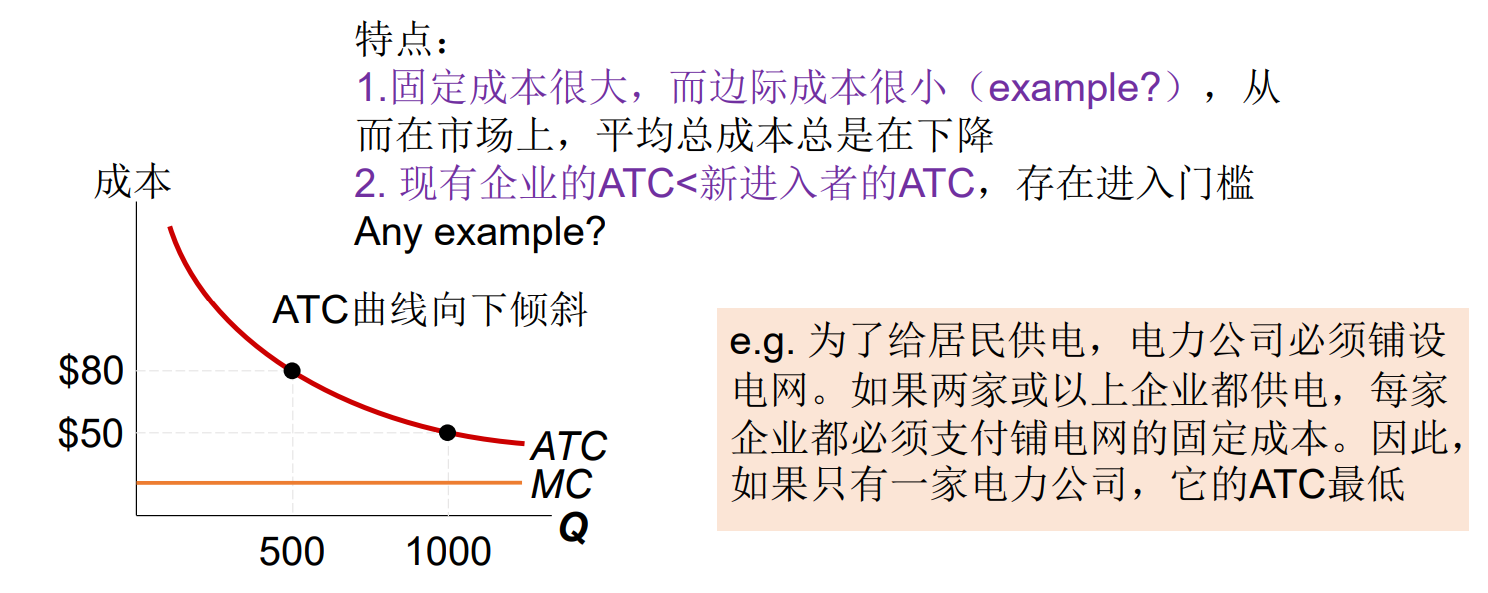 特点：
1.固定成本很大，而边际成本很小（example?），从
而在市场上，平均总成本总是在下降
2. 现有企业的ATC<新进入者的ATC，存在进入门槛
Any example?
成本
ATC曲线向下倾斜
$80
$50
ATC
MC
Q
500
1000
e.g. 为了给居民供电，电力公司必须铺设
电网。如果两家或以上企业都供电，每家
企业都必须支付铺电网的固定成本。因此，
如果只有一家电力公司，它的ATC最低